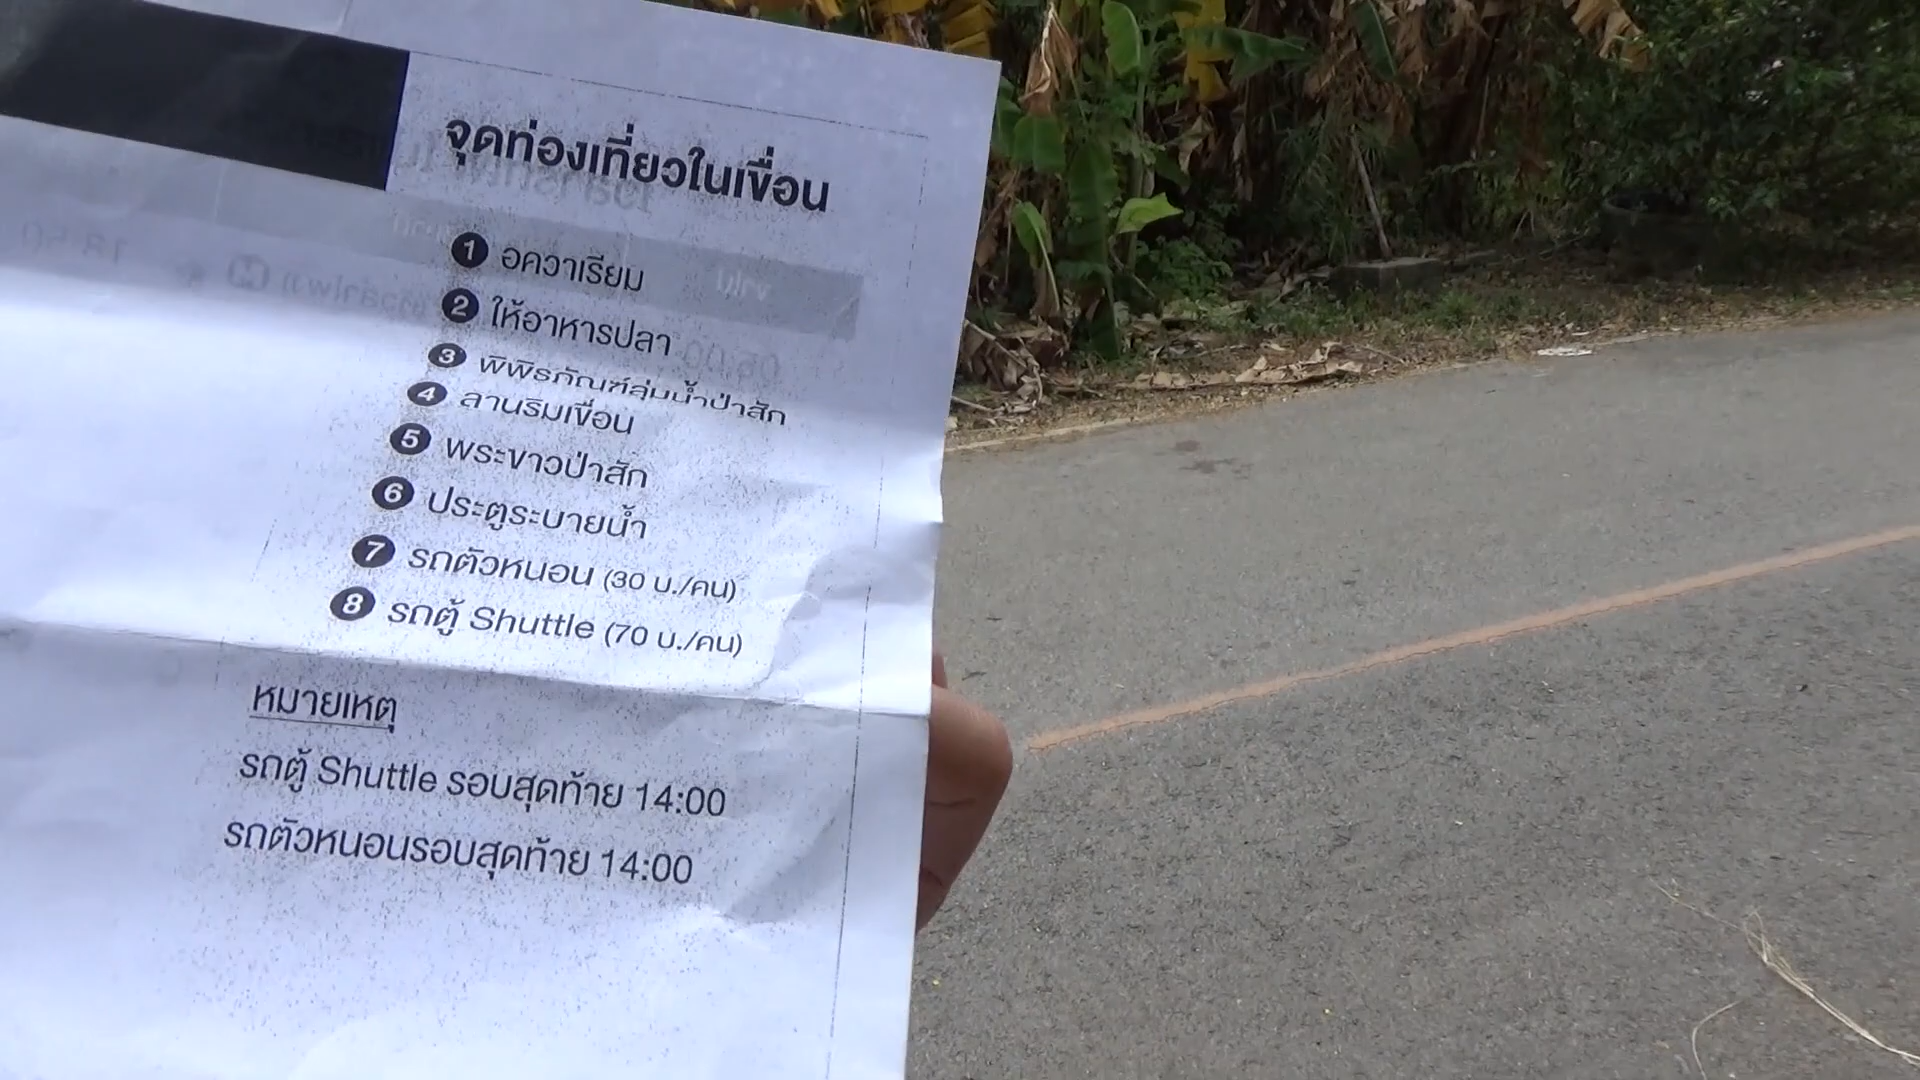 จุดท่องเที่ยวในเขื่อน
1 อควาเรียม
2 ให้อาหารปลา
3 พิพิธภัณฑ์ลุ่มน้ำป่าสัก
4 ลานริมเขื่อน
5 พระขาวป่าสัก
6 ประตูระบายน้ำ
7 รถตัวหนอน (30 บ./คน)
8 รถตู้ Shuttle (70 บ./คน)
หมายเหตุ
รถตู้ Shuttle รอบสุดท้าย 14:00
รถตัวหนอนรอบสุดท้าย 14:00